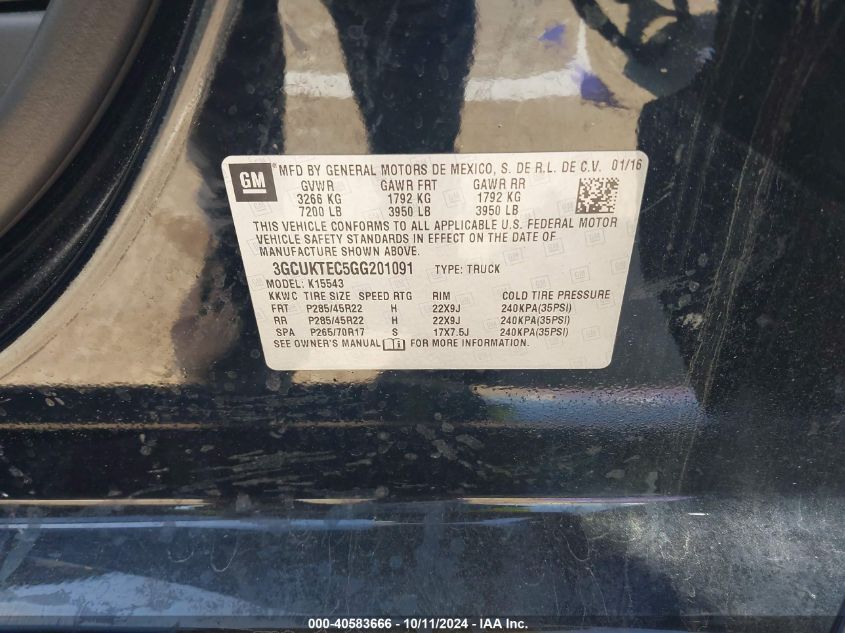 GM
MFD BY GENERAL MOTORS DE MEXICO, S. DE R.L. DE C.V. 01/16
GVWR GAWR FRT GAWR RR
3266 KG 1792 KG 1792 KG
7200 LB 3950 LB 3950 LB
THIS VEHICLE CONFORMS TO ALL APPLICABLE U.S. FEDERAL MOTOR
VEHICLE SAFETY STANDARDS IN EFFECT ON THE DATE OF
MANUFACTURE SHOWN ABOVE.
3GCUKTEC5GG201091 TYPE: TRUCK
MODEL: K15543
KKWC TIRE SIZE SPEED RTG RIM COLD TIRE PRESSURE
FRT P285/45R22 H 22X9J 240KPA(35PSI)
RR P285/45R22 H 22X9J 240KPA(35PSI)
SPA P265/70R17 S 17X7.5J 240KPA(35PSI)
SEE OWNER'S MANUAL i FOR MORE INFORMATION.
000-40583666 - 10/11/2024 - IAA Inc.